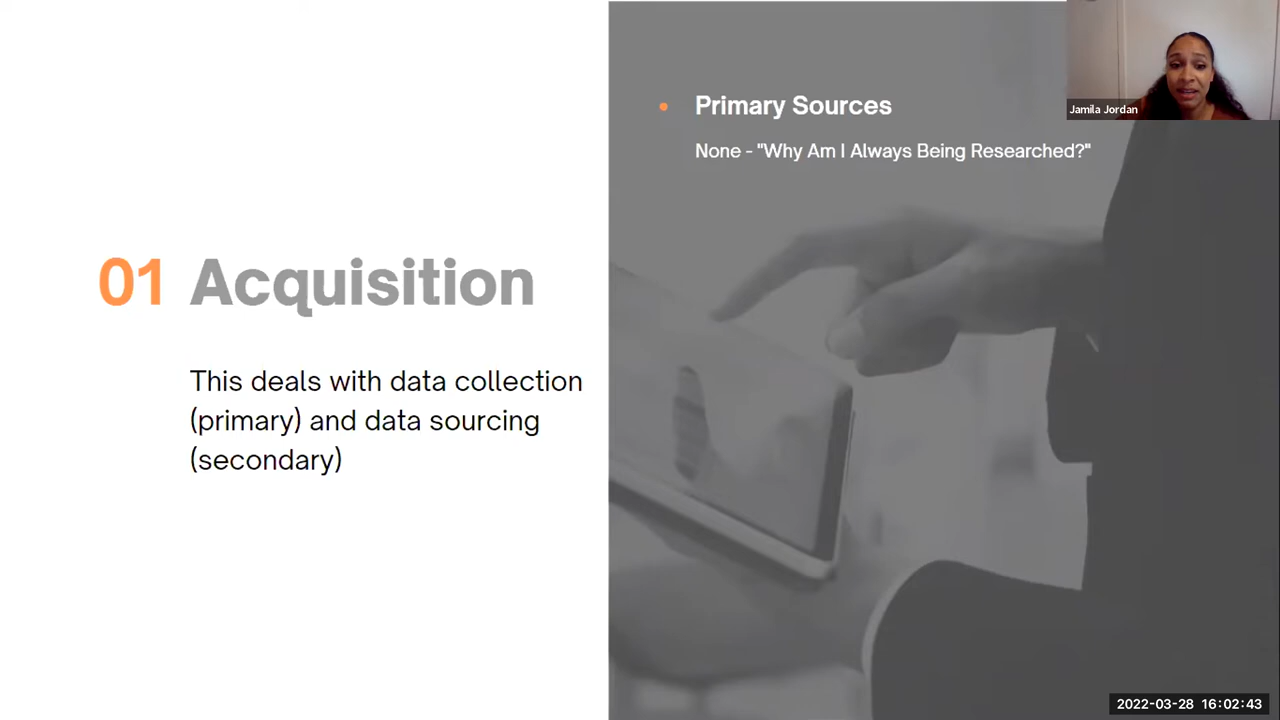 01 Acquisition
This deals with data collection
(primary) and data sourcing
(secondary)
• Primary Sources
None - "Why Am I Always Being Researched?"
Jamila Jordan
2022-03-28 16:02:43